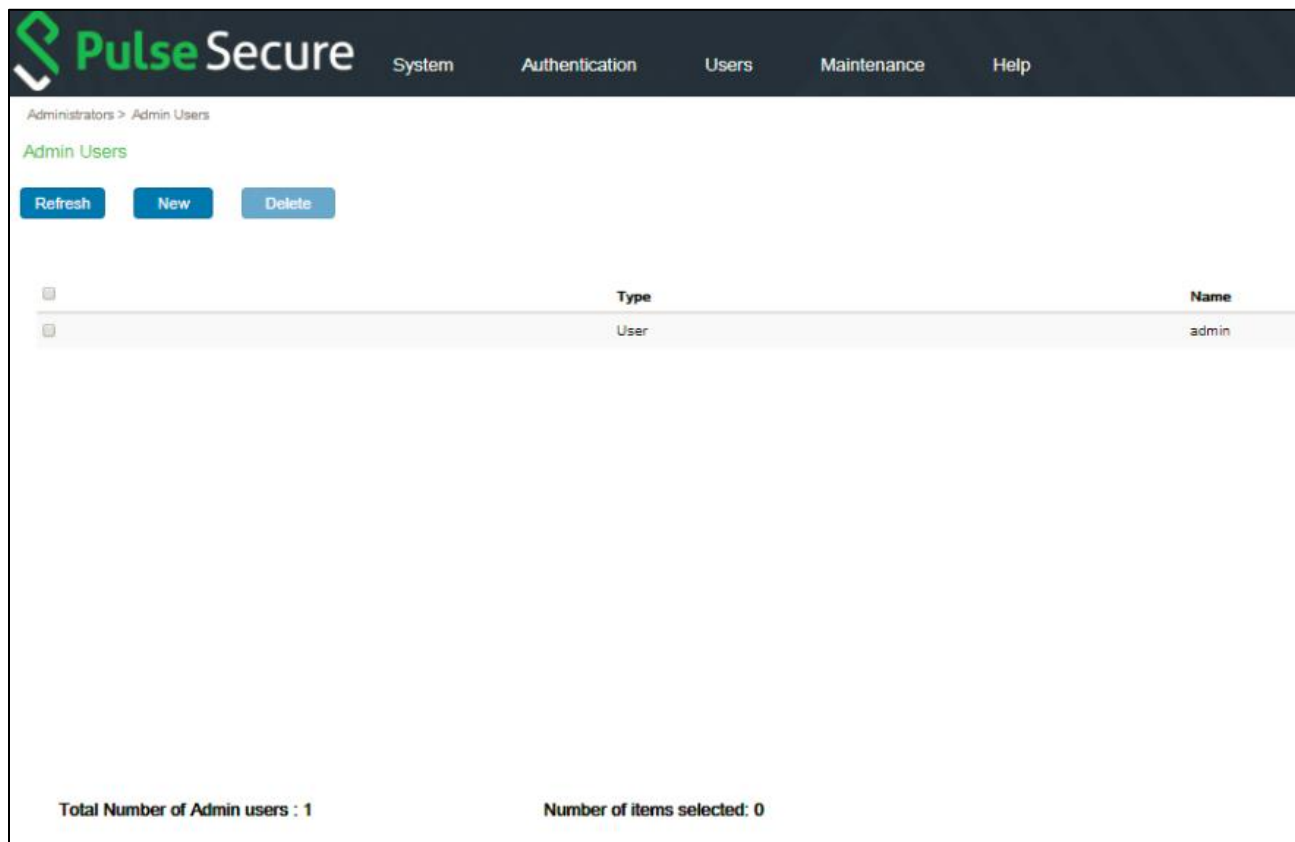 Pulse Secure System Authentication Users Maintenance Help
Administrators > Admin Users
Admin Users
Refresh New Delete
Type Name
User admin
Total Number of Admin users : 1 Number of items selected: 0